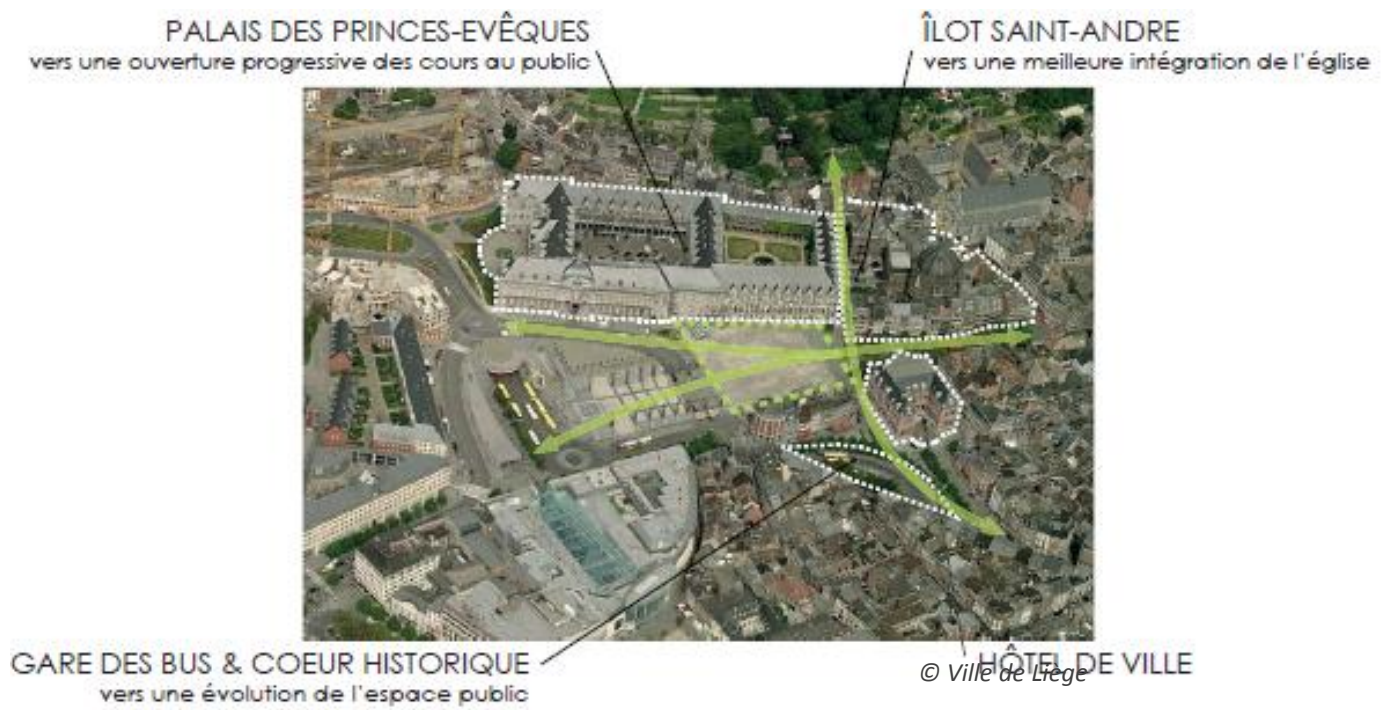 PALAIS DES PRINCES-EVÊQUES
vers une ouverture progressive des cours au public
ÎLOT SAINT-ANDRE
vers une meilleure intégration de l'église
GARE DES BUS & COEUR HISTORIQUE
vers une évolution de l'espace public
HÔTEL DE VILLE
© Ville de Liège